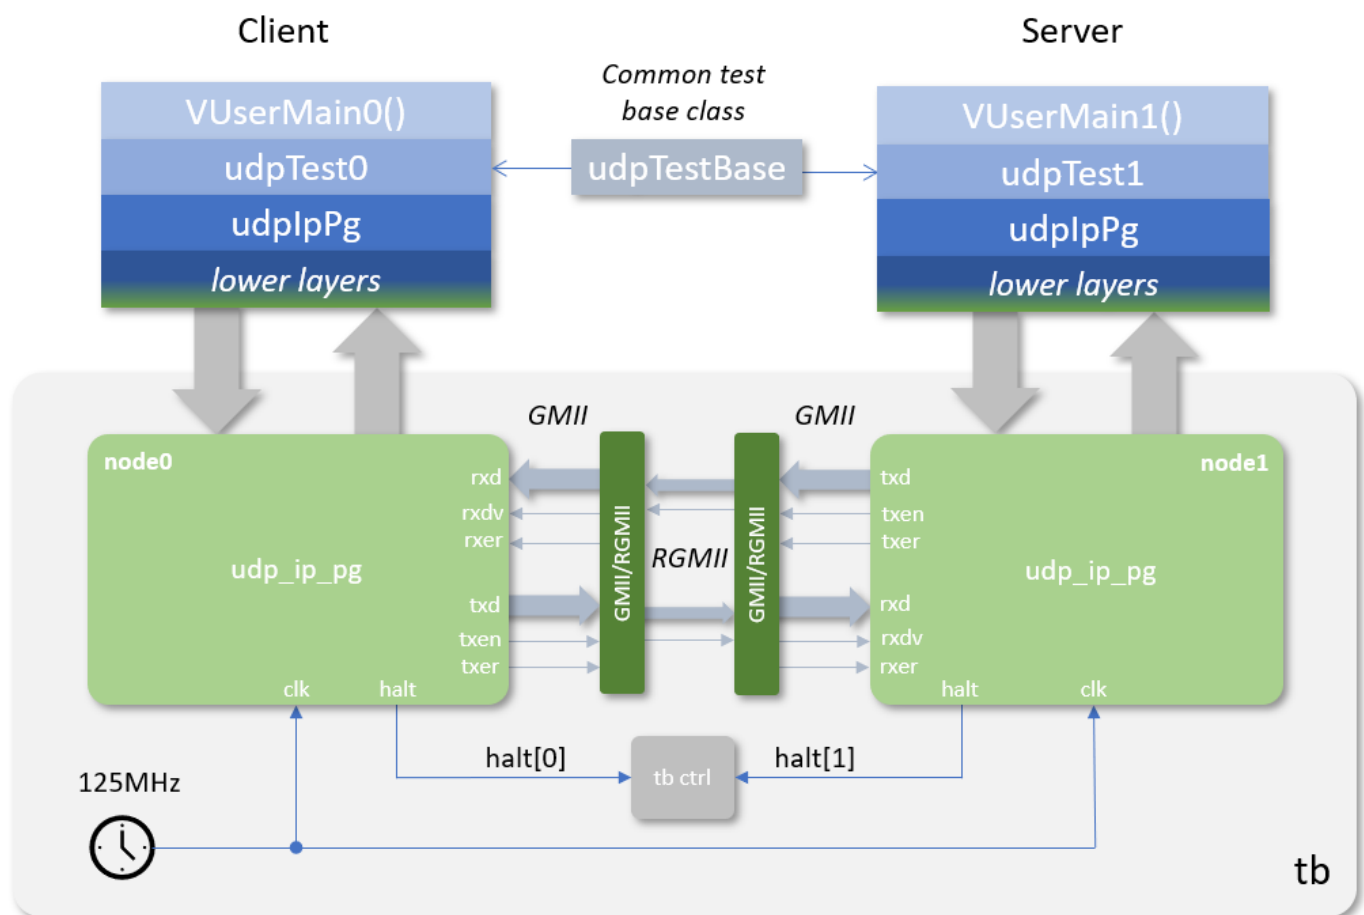 Client
Server
Common test
base class
VUserMain0()
udpTest0
udpIpPg
lower layers
udpTestBase
VUserMain1()
udpTest1
udpIpPg
lower layers
GMII
GMII
node0
rxd
rxdv
rxer
udp_ip_pg
txd
txen
txer
clk
halt
GMII/RGMII
RGMII
GMII/RGMII
node1
txd
txen
txer
udp_ip_pg
rxd
rxdv
rxer
halt
clk
halt[0]
tb ctrl
halt[1]
125MHz
tb